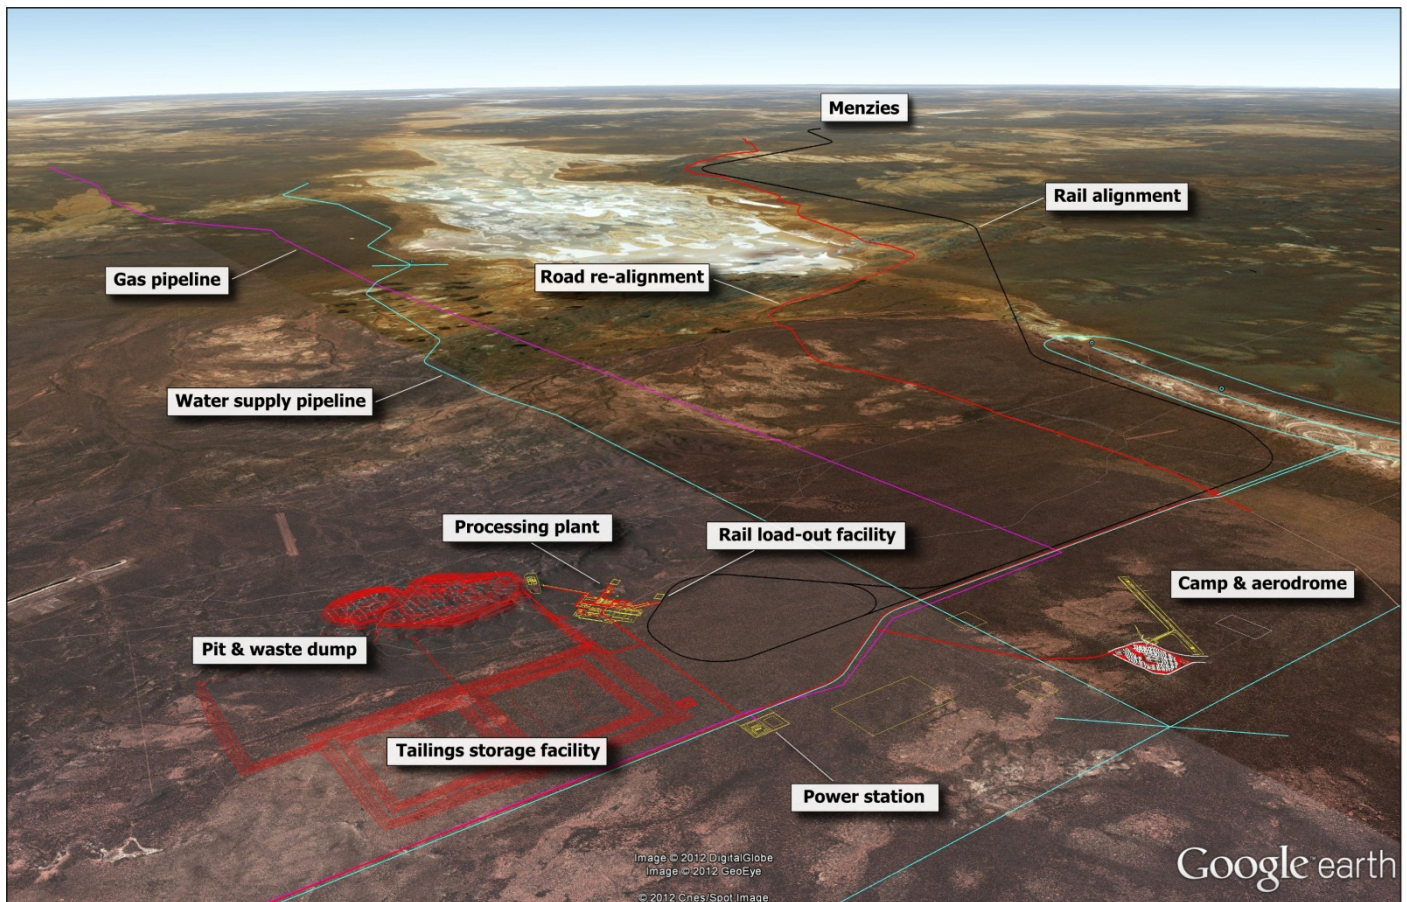 Menzies
Rail alignment
Gas pipeline
Road re-alignment
Water supply pipeline
Processing plant
Rail load-out facility
Camp & aerodrome
Pit & waste dump
Tailings storage facility
Power station
Image © 2012 DigitalGlobe
Image © 2012 GeoEye
© 2012 Cnes/Spot Image
Google earth